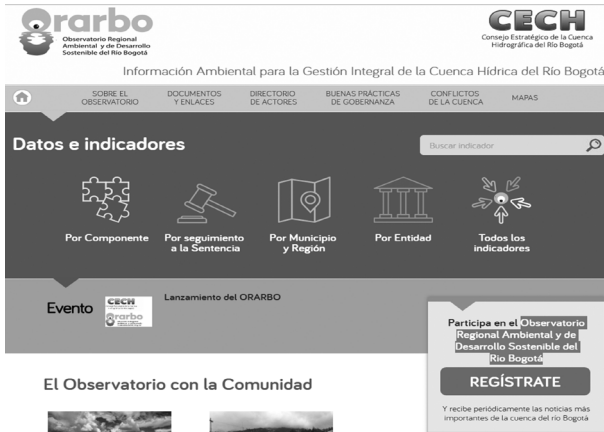 Orarbo
Observatorio Regional
Ambiental y de Desarrollo
Sostenible del Río Bogotá
CECH
Consejo Estratégico de la Cuenca
Hidrográfica del Río Bogotá
Información Ambiental para la Gestión Integral de la Cuenca Hídrica del Río Bogotá
SOBRE EL
OBSERVATORIO
DOCUMENTOS
Y ENLACES
DIRECTORIO
DE ACTORES
BUENAS PRÁCTICAS
DE GOBERNANZA
CONFLICTOS
DE LA CUENCA
MAPAS
Datos e indicadores
Buscar indicador
Por Componente
Por seguimiento
a la Sentencia
Por Municipio
y Región
Por Entidad
Todos los
indicadores
Evento
CECH
Orarbo
Lanzamiento del ORARBO
Participa en el Observatorio
Regional Ambiental y de
Desarrollo Sostenible del
Río Bogotá
REGÍSTRATE
Y recibe periódicamente las noticias más
importantes de la cuenca del río Bogotá
El Observatorio con la Comunidad